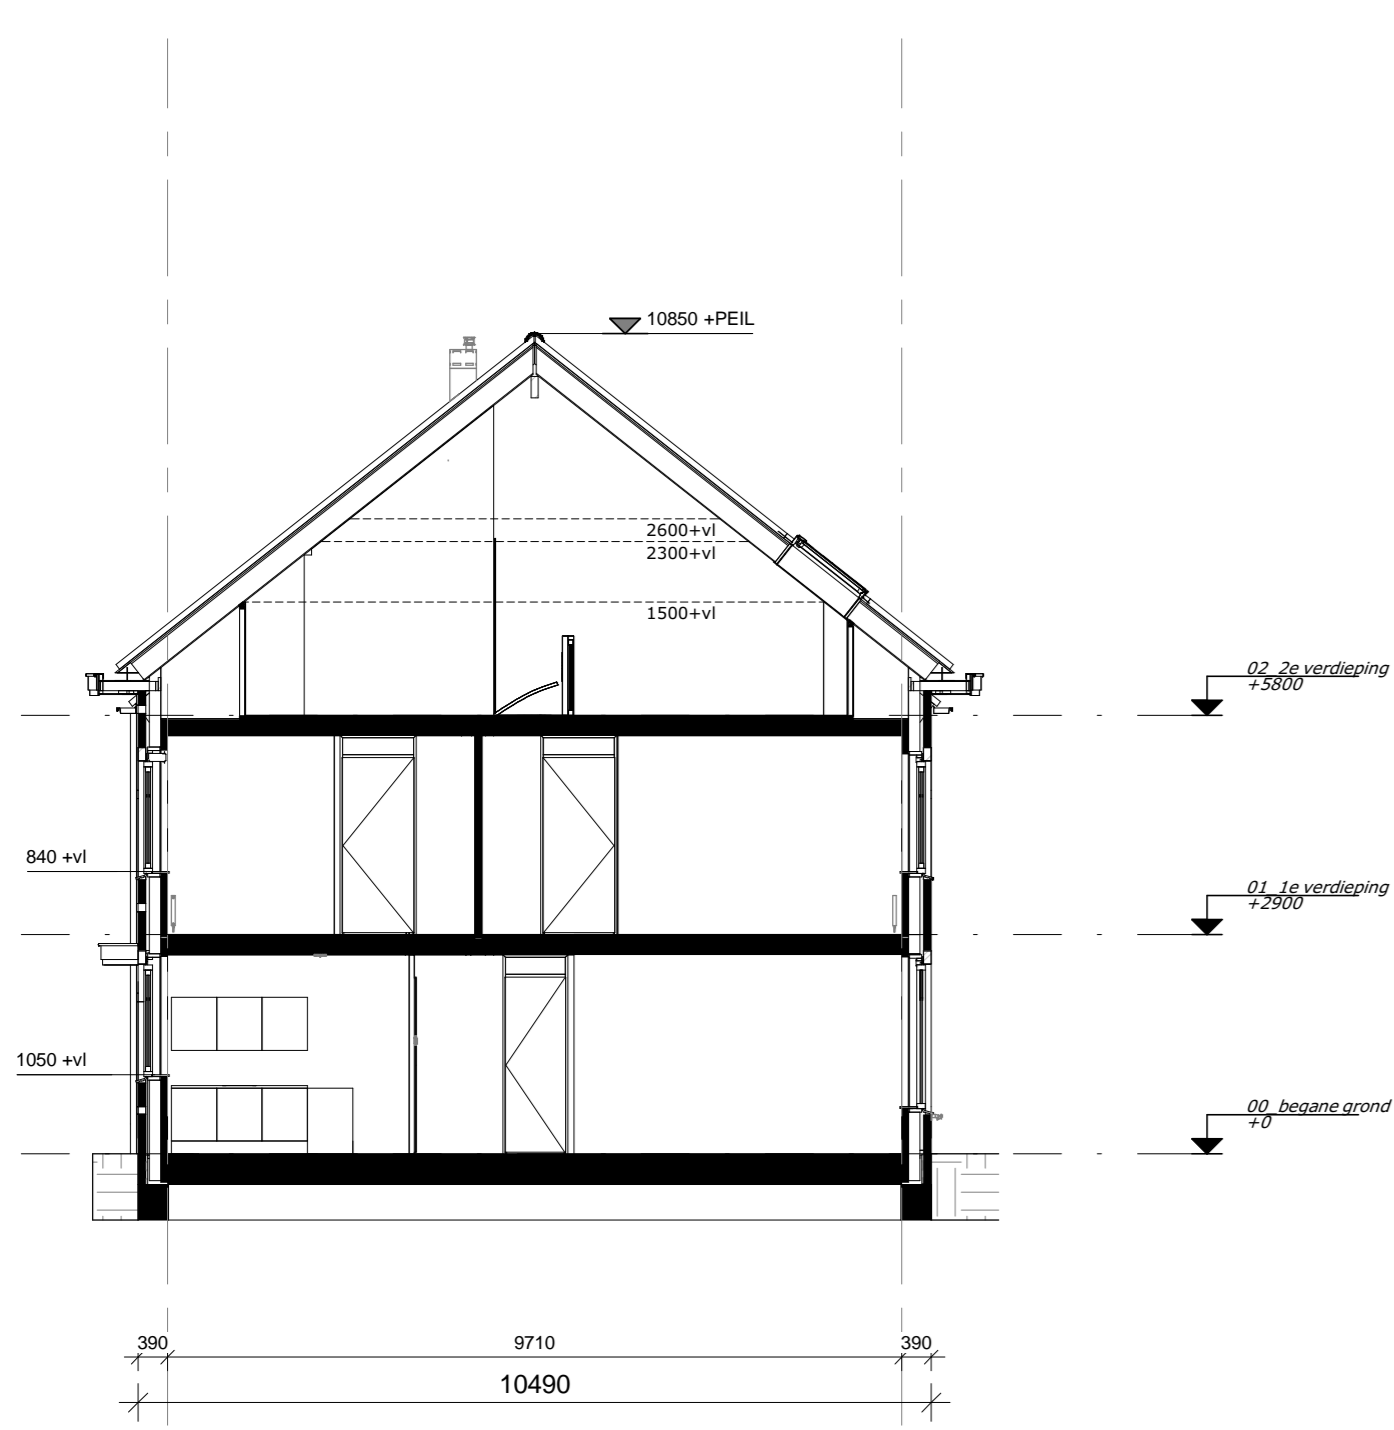 10850 +PEIL
2600+vl
2300+vl
1500+vl
02_2e verdieping
+5800
840 +vl
01_1e verdieping
+2900
1050 +vl
00_begane grond
+0
390
9710
390
10490